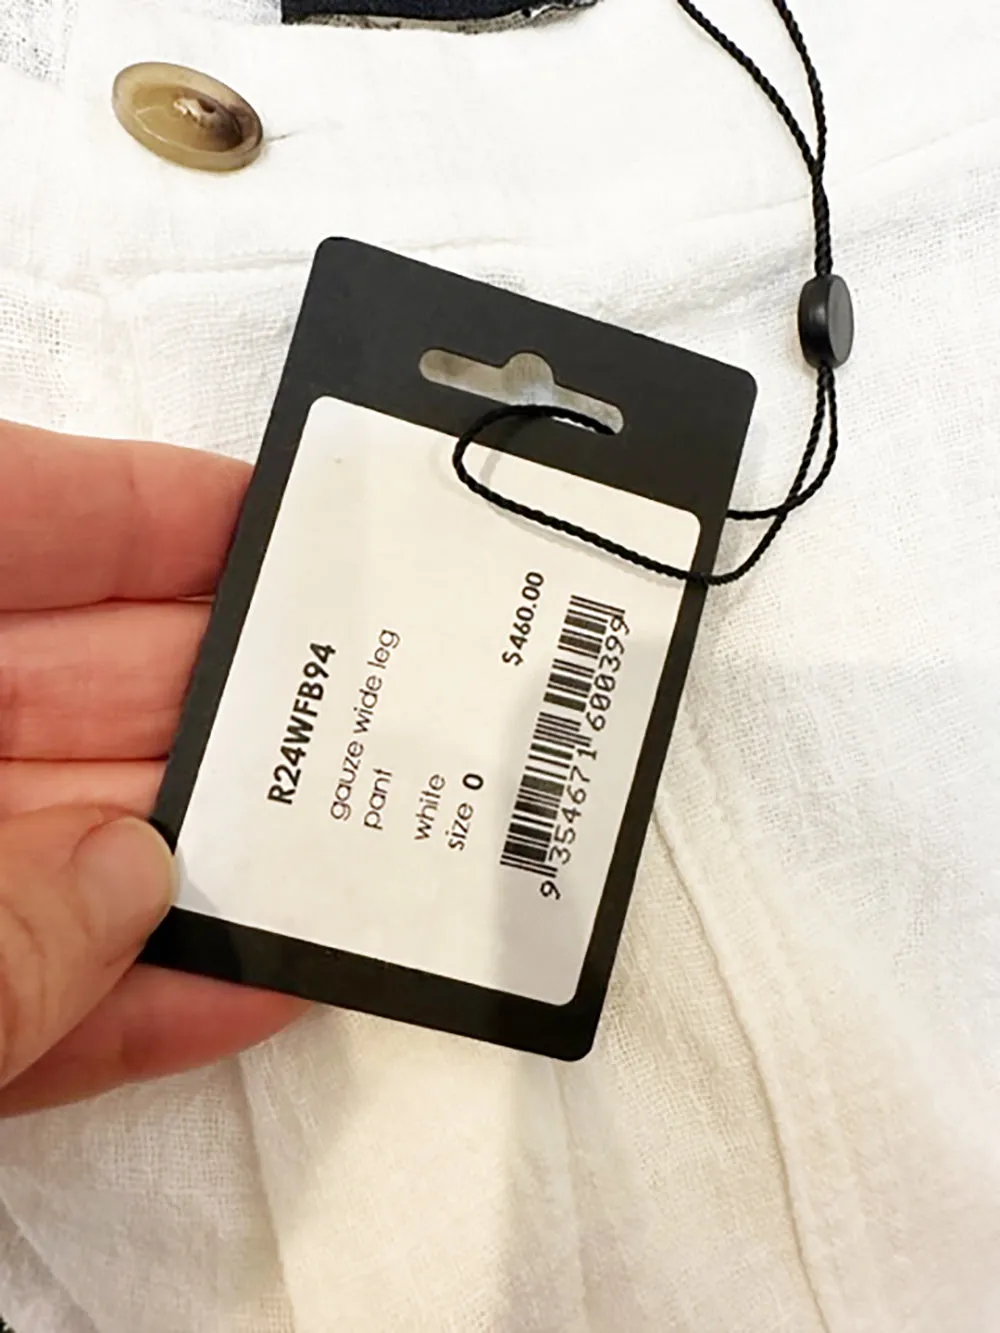 R24WFB94
gauze wide leg
pant
white
size 0
$460.00
9 354671 600399